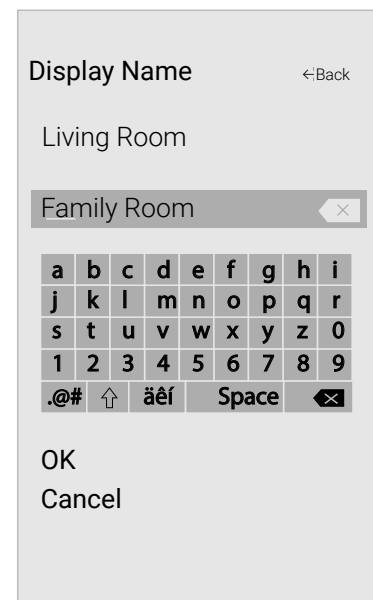 Display Name
Back
Living Room
Family Room
a b c d e f g h i
j k l m n o p q r
s t u v w x y z 0
1 2 3 4 5 6 7 8 9
.@# äêí Space
OK
Cancel